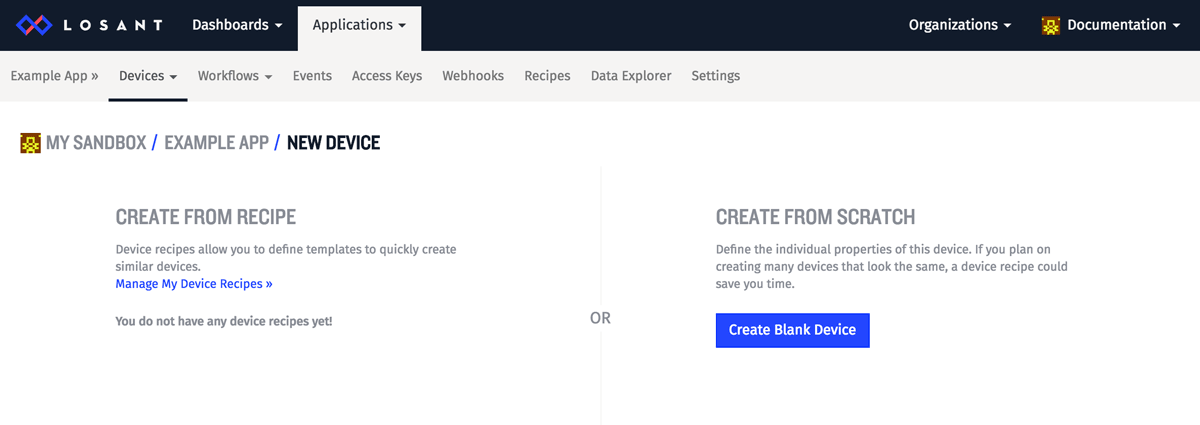 LOSANT Dashboards Applications Organizations Documentation
Example App » Devices Workflows Events Access Keys Webhooks Recipes Data Explorer Settings
MY SANDBOX / EXAMPLE APP / NEW DEVICE
CREATE FROM RECIPE
Device recipes allow you to define templates to quickly create
similar devices.
Manage My Device Recipes »
You do not have any device recipes yet!
OR
CREATE FROM SCRATCH
Define the individual properties of this device. If you plan on
creating many devices that look the same, a device recipe could
save you time.
Create Blank Device